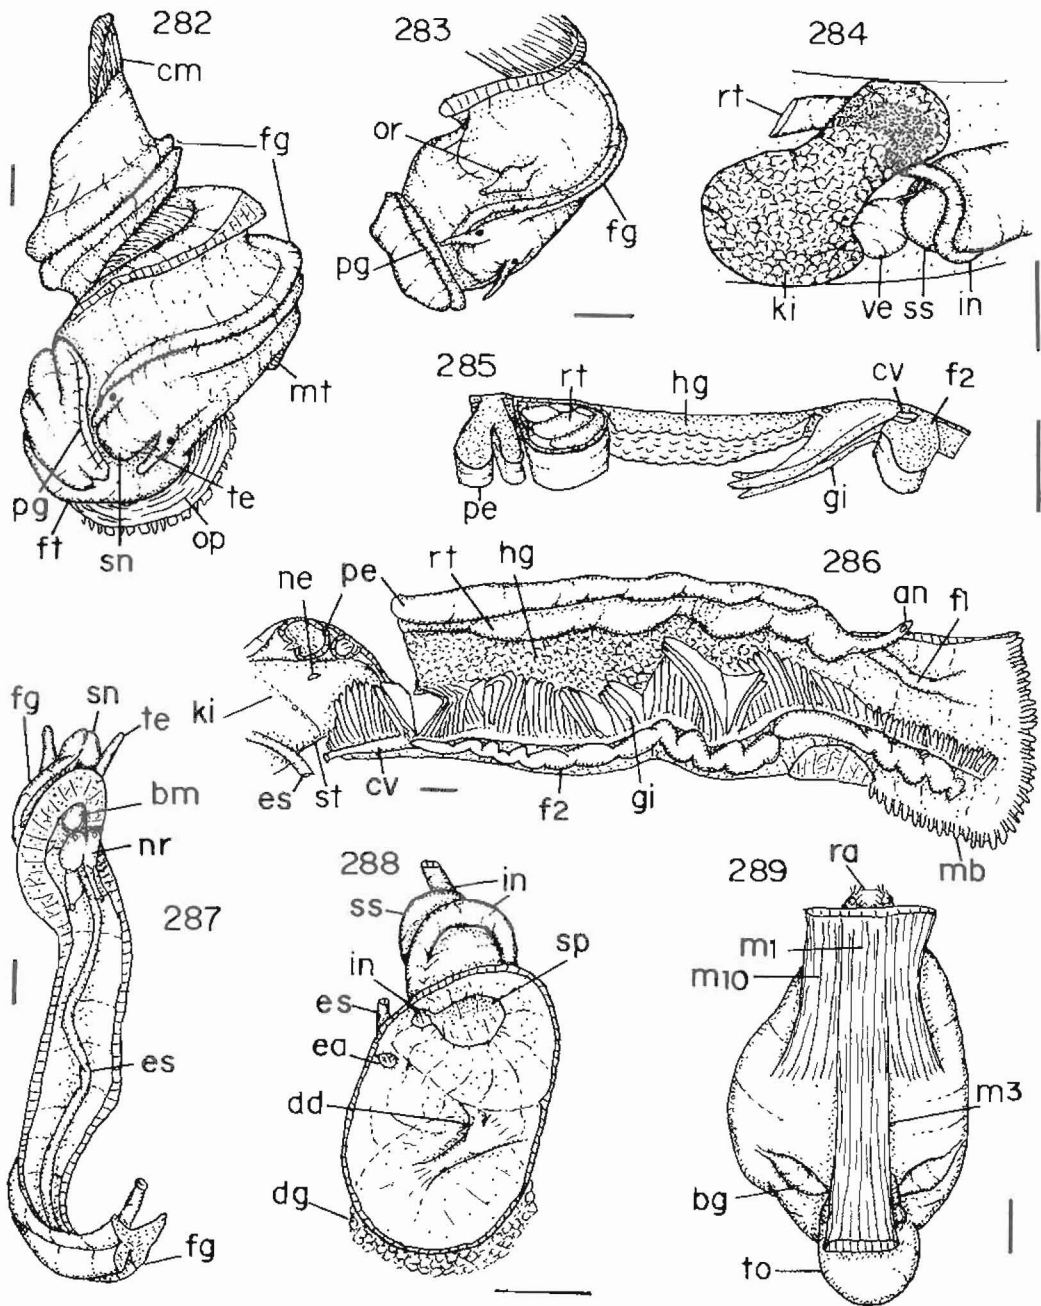 282
cm
fg
mt
te
op
sn
ft
pg
283
or
pg
fg
284
rt
ki
ve
ss
in
285
rt
hg
cv
f2
pe
gi
286
ne
pe
rt
hg
an
f1
ki
es
st
cv
f2
gi
mb
287
fg
sn
te
bm
nr
es
fg
288
in
ss
in
sp
es
ea
dd
dg
289
ra
m1
m10
m3
bg
to